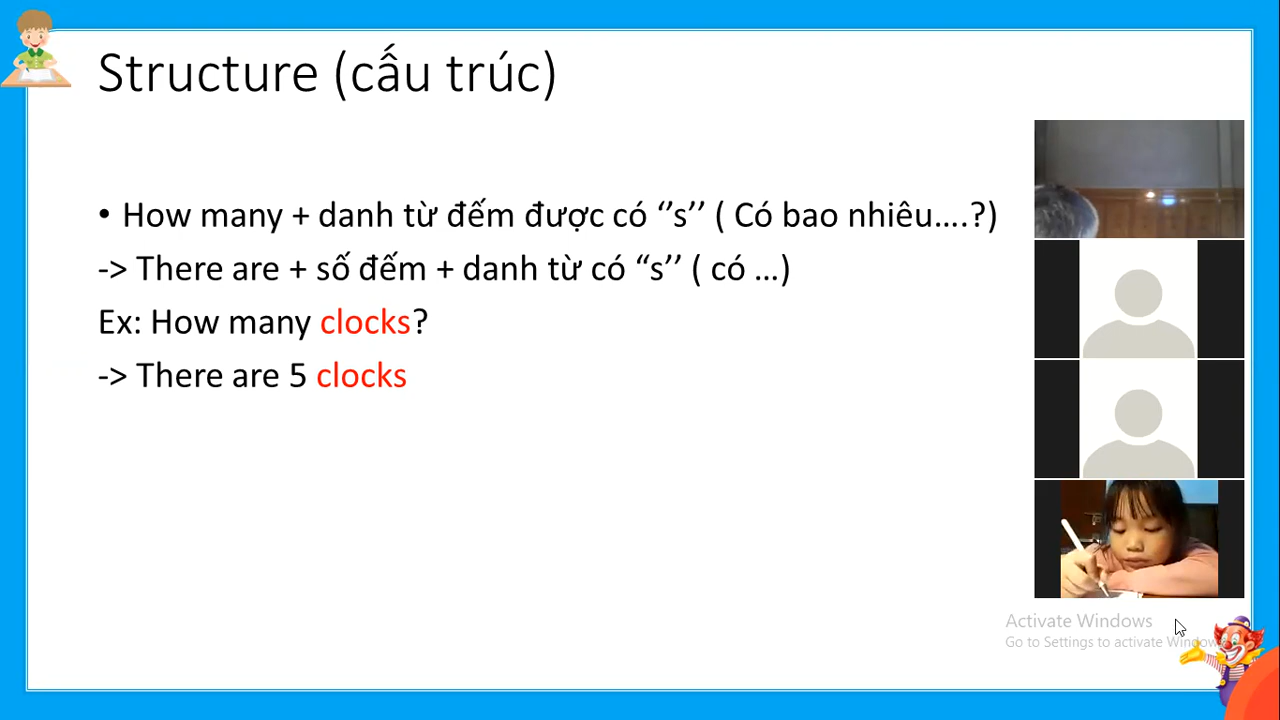 Structure (cấu trúc)
• How many + danh từ đếm được có ‘’s’’ ( Có bao nhiêu….?)
-> There are + số đếm + danh từ có “s’’ ( có …)
Ex: How many clocks?
-> There are 5 clocks
Activate Windows
Go to Settings to activate Windows